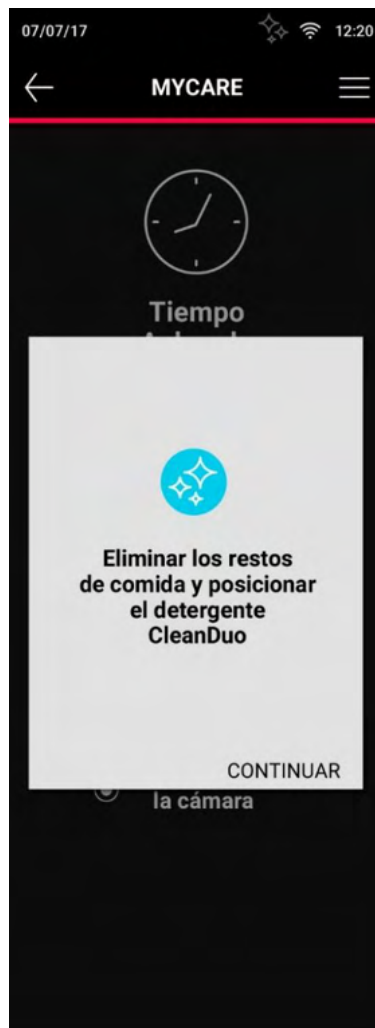 07/07/17
12:20
MYCARE
Tiempo
Eliminar los restos
de comida y posicionar
el detergente
CleanDuo
CONTINUAR
la cámara